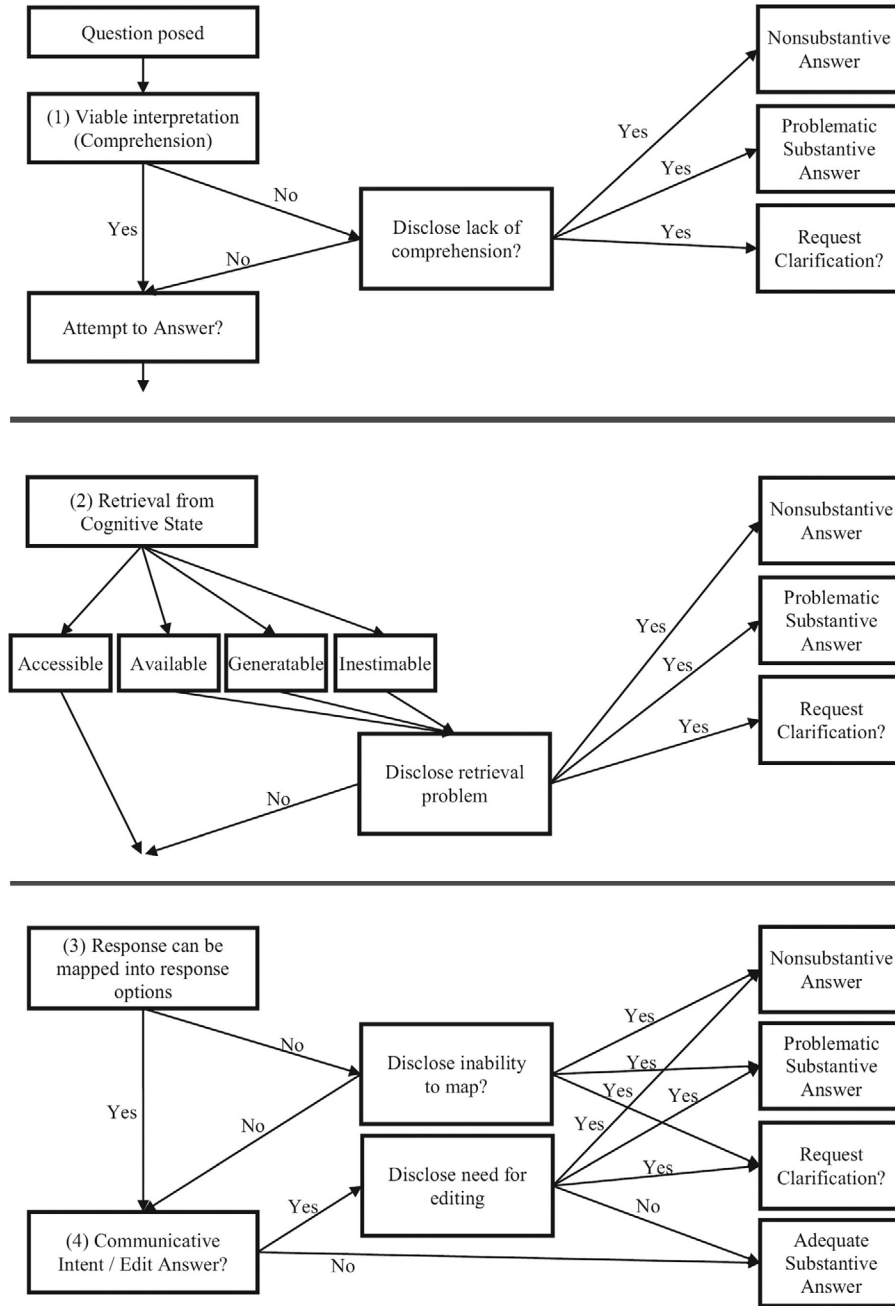 Question posed
(1) Viable interpretation
(Comprehension)
Yes
No
No
Attempt to Answer?
Disclose lack of
comprehension?
Yes
Yes
Yes
Nonsubstantive
Answer
Problematic
Substantive
Answer
Request
Clarification?
(2) Retrieval from
Cognitive State
Accessible
Available
Generatable
Inestimable
Disclose retrieval
problem
No
Yes
Yes
Yes
Nonsubstantive
Answer
Problematic
Substantive
Answer
Request
Clarification?
(3) Response can be
mapped into response
options
No
Yes
No
Disclose inability
to map?
Yes
Yes
Yes
Yes
Yes
Yes
No
Disclose need for
editing
Yes
(4) Communicative
Intent / Edit Answer?
No
Nonsubstantive
Answer
Problematic
Substantive
Answer
Request
Clarification?
Adequate
Substantive
Answer